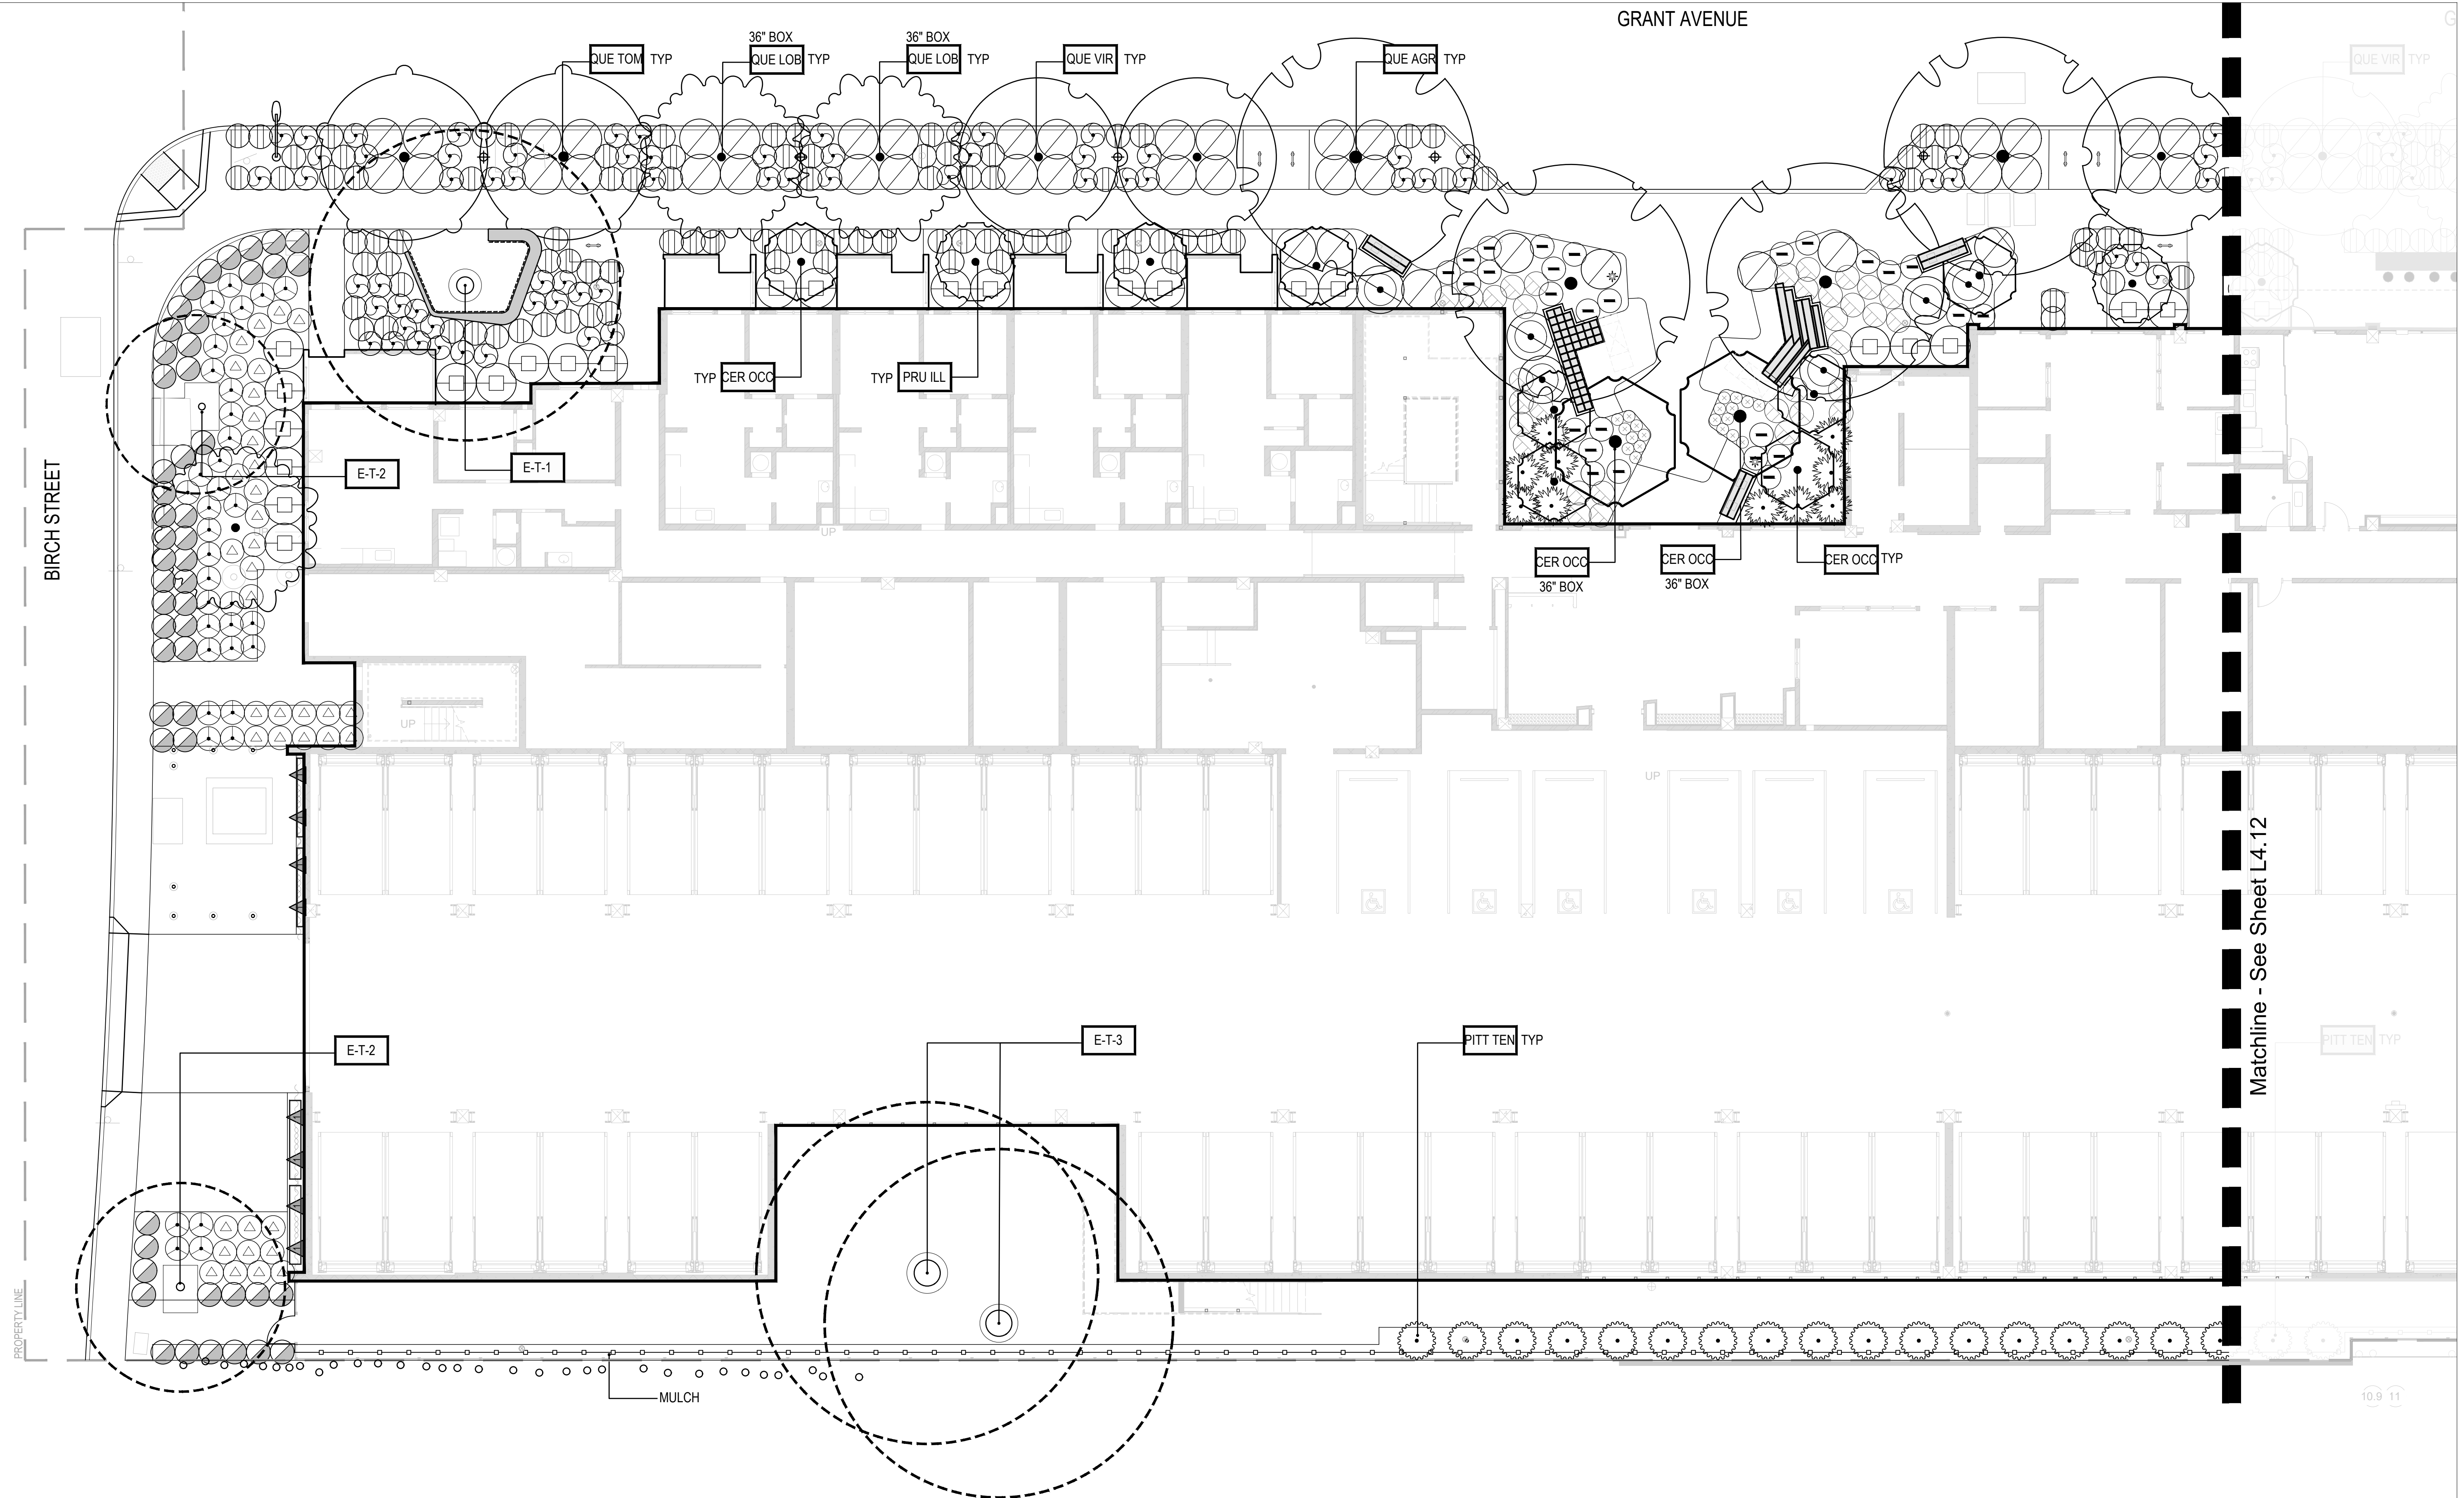 GRANT AVENUE
G
36" BOX
36" BOX
QUE TOM TYP
QUE LOB TYP
QUE LOB TYP
QUE VIR TYP
QUE AGR TYP
QUE VIR TYP
TYP CER OCC
TYP PRU ILL
E-T-2
E-T-1
BIRCH STREET
UP
CER OCC
36" BOX
CER OCC
36" BOX
CER OCC TYP
UP
UP
Matchline - See Sheet L4.12
E-T-2
E-T-3
PITT TEN TYP
PITT TEN TYP
PROPERTY LINE
MULCH
10.9 11